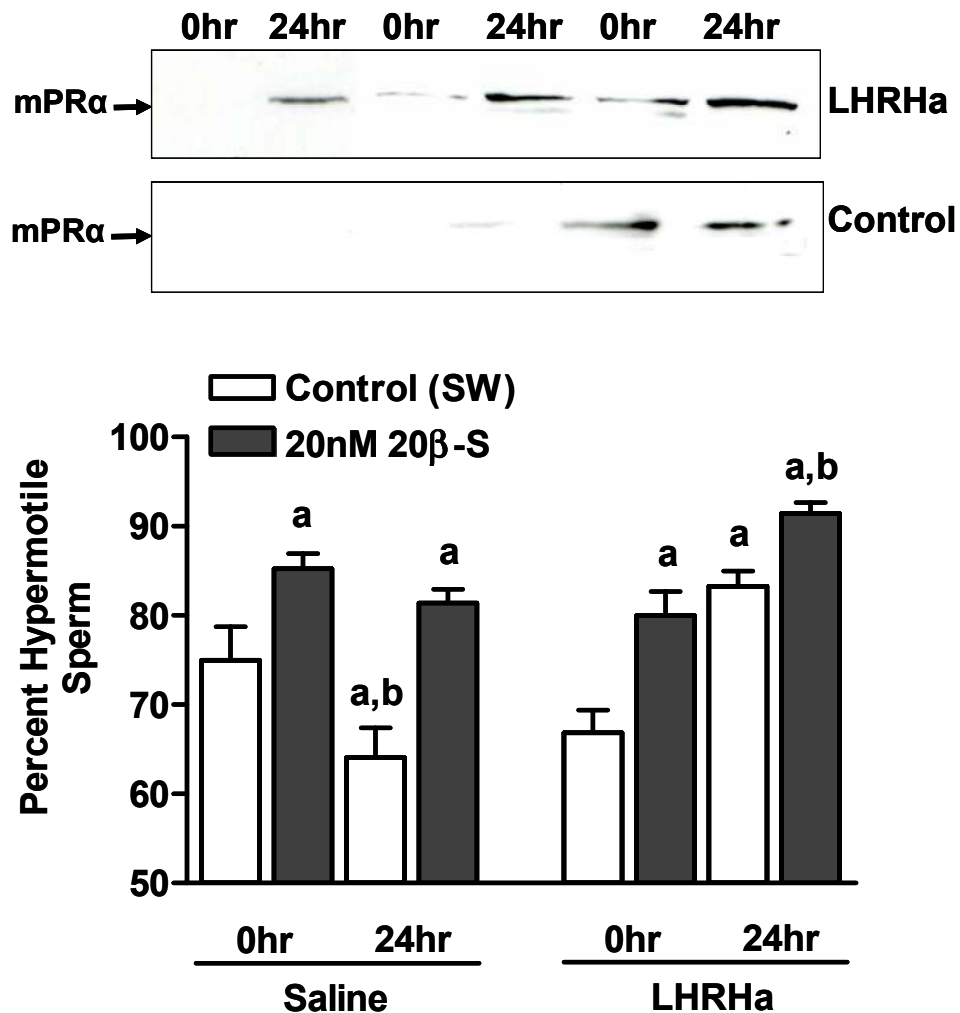 0hr 24hr 0hr 24hr 0hr 24hr
mPRα LHRHa
mPRα Control
Control (SW)
20nM 20β-S
Percent Hypermotile
Sperm
100
90
80
70
60
50
a
a,b
a
a
a
a,b
0hr 24hr 0hr 24hr
Saline LHRHa